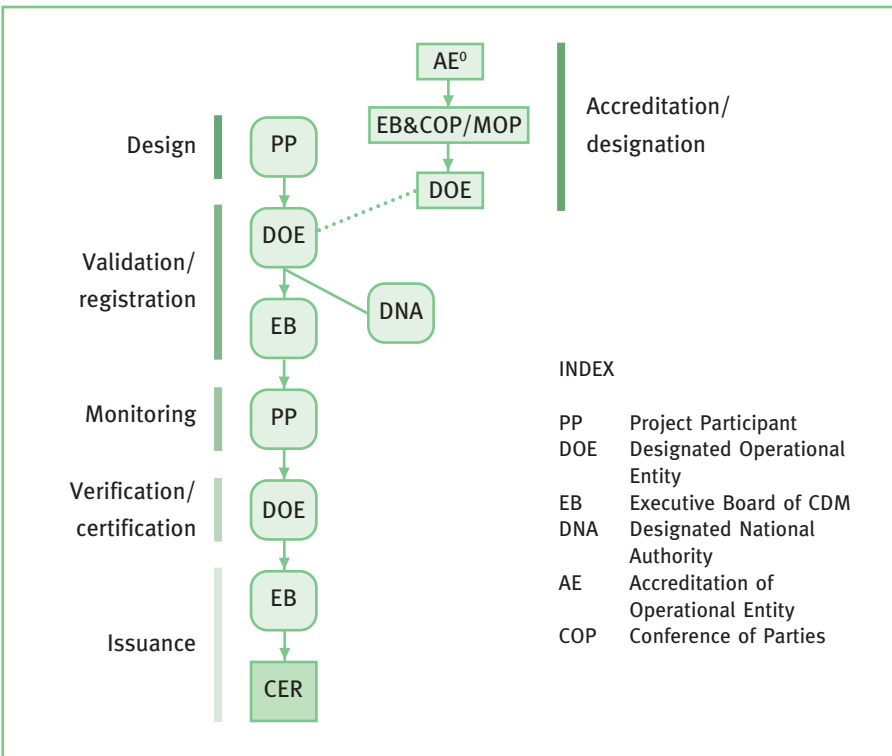 AE⁰
EB&COP/MOP
DOE
Accreditation/
designation
Design
PP
Validation/
registration
DOE
DNA
EB
Monitoring
PP
Verification/
certification
DOE
Issuance
EB
CER
INDEX
PP Project Participant
DOE Designated Operational
Entity
EB Executive Board of CDM
DNA Designated National
Authority
AE Accreditation of
Operational Entity
COP Conference of Parties